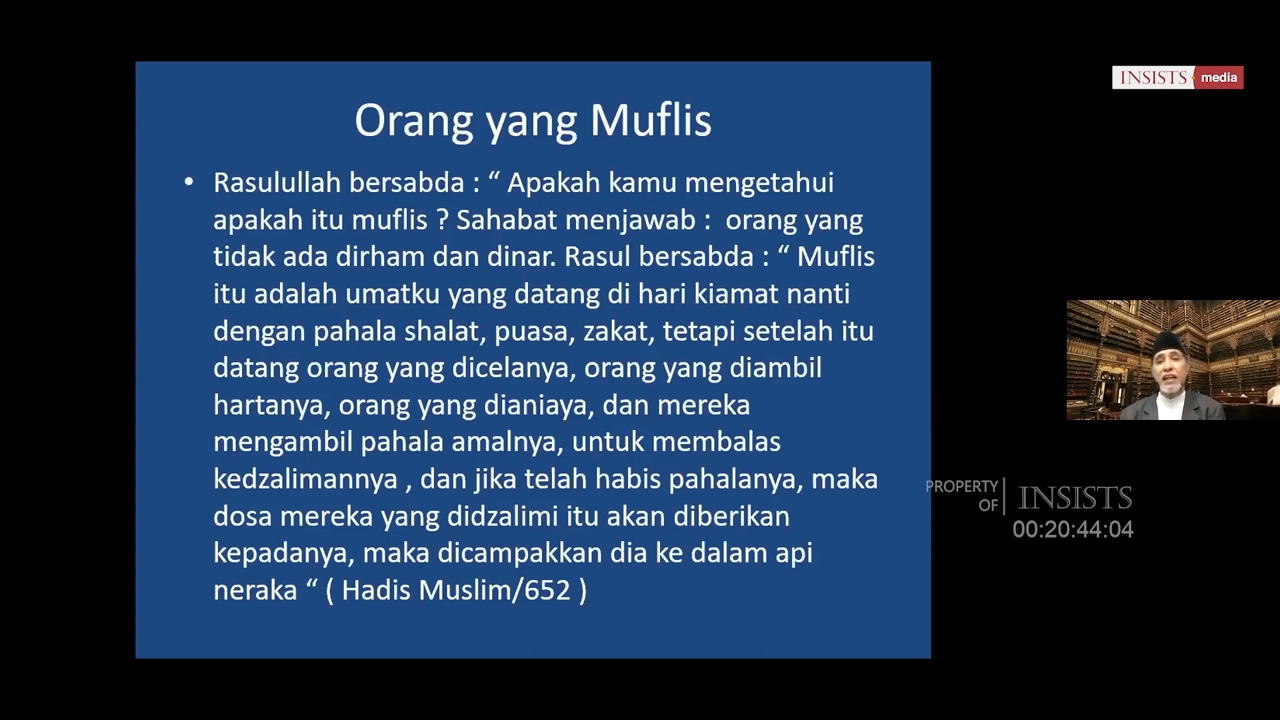 INSISTS media
Orang yang Muflis
• Rasulullah bersabda : “ Apakah kamu mengetahui
apakah itu muflis ? Sahabat menjawab :  orang yang
tidak ada dirham dan dinar. Rasul bersabda : “ Muflis
itu adalah umatku yang datang di hari kiamat nanti
dengan pahala shalat, puasa, zakat, tetapi setelah itu
datang orang yang dicelanya, orang yang diambil
hartanya, orang yang dianiaya, dan mereka
mengambil pahala amalnya, untuk membalas
kedzalimannya , dan jika telah habis pahalanya, maka
dosa mereka yang didzalimi itu akan diberikan
kepadanya, maka dicampakkan dia ke dalam api
neraka “ ( Hadis Muslim/652 )
PROPERTY
OF
INSISTS
00:20:44:04